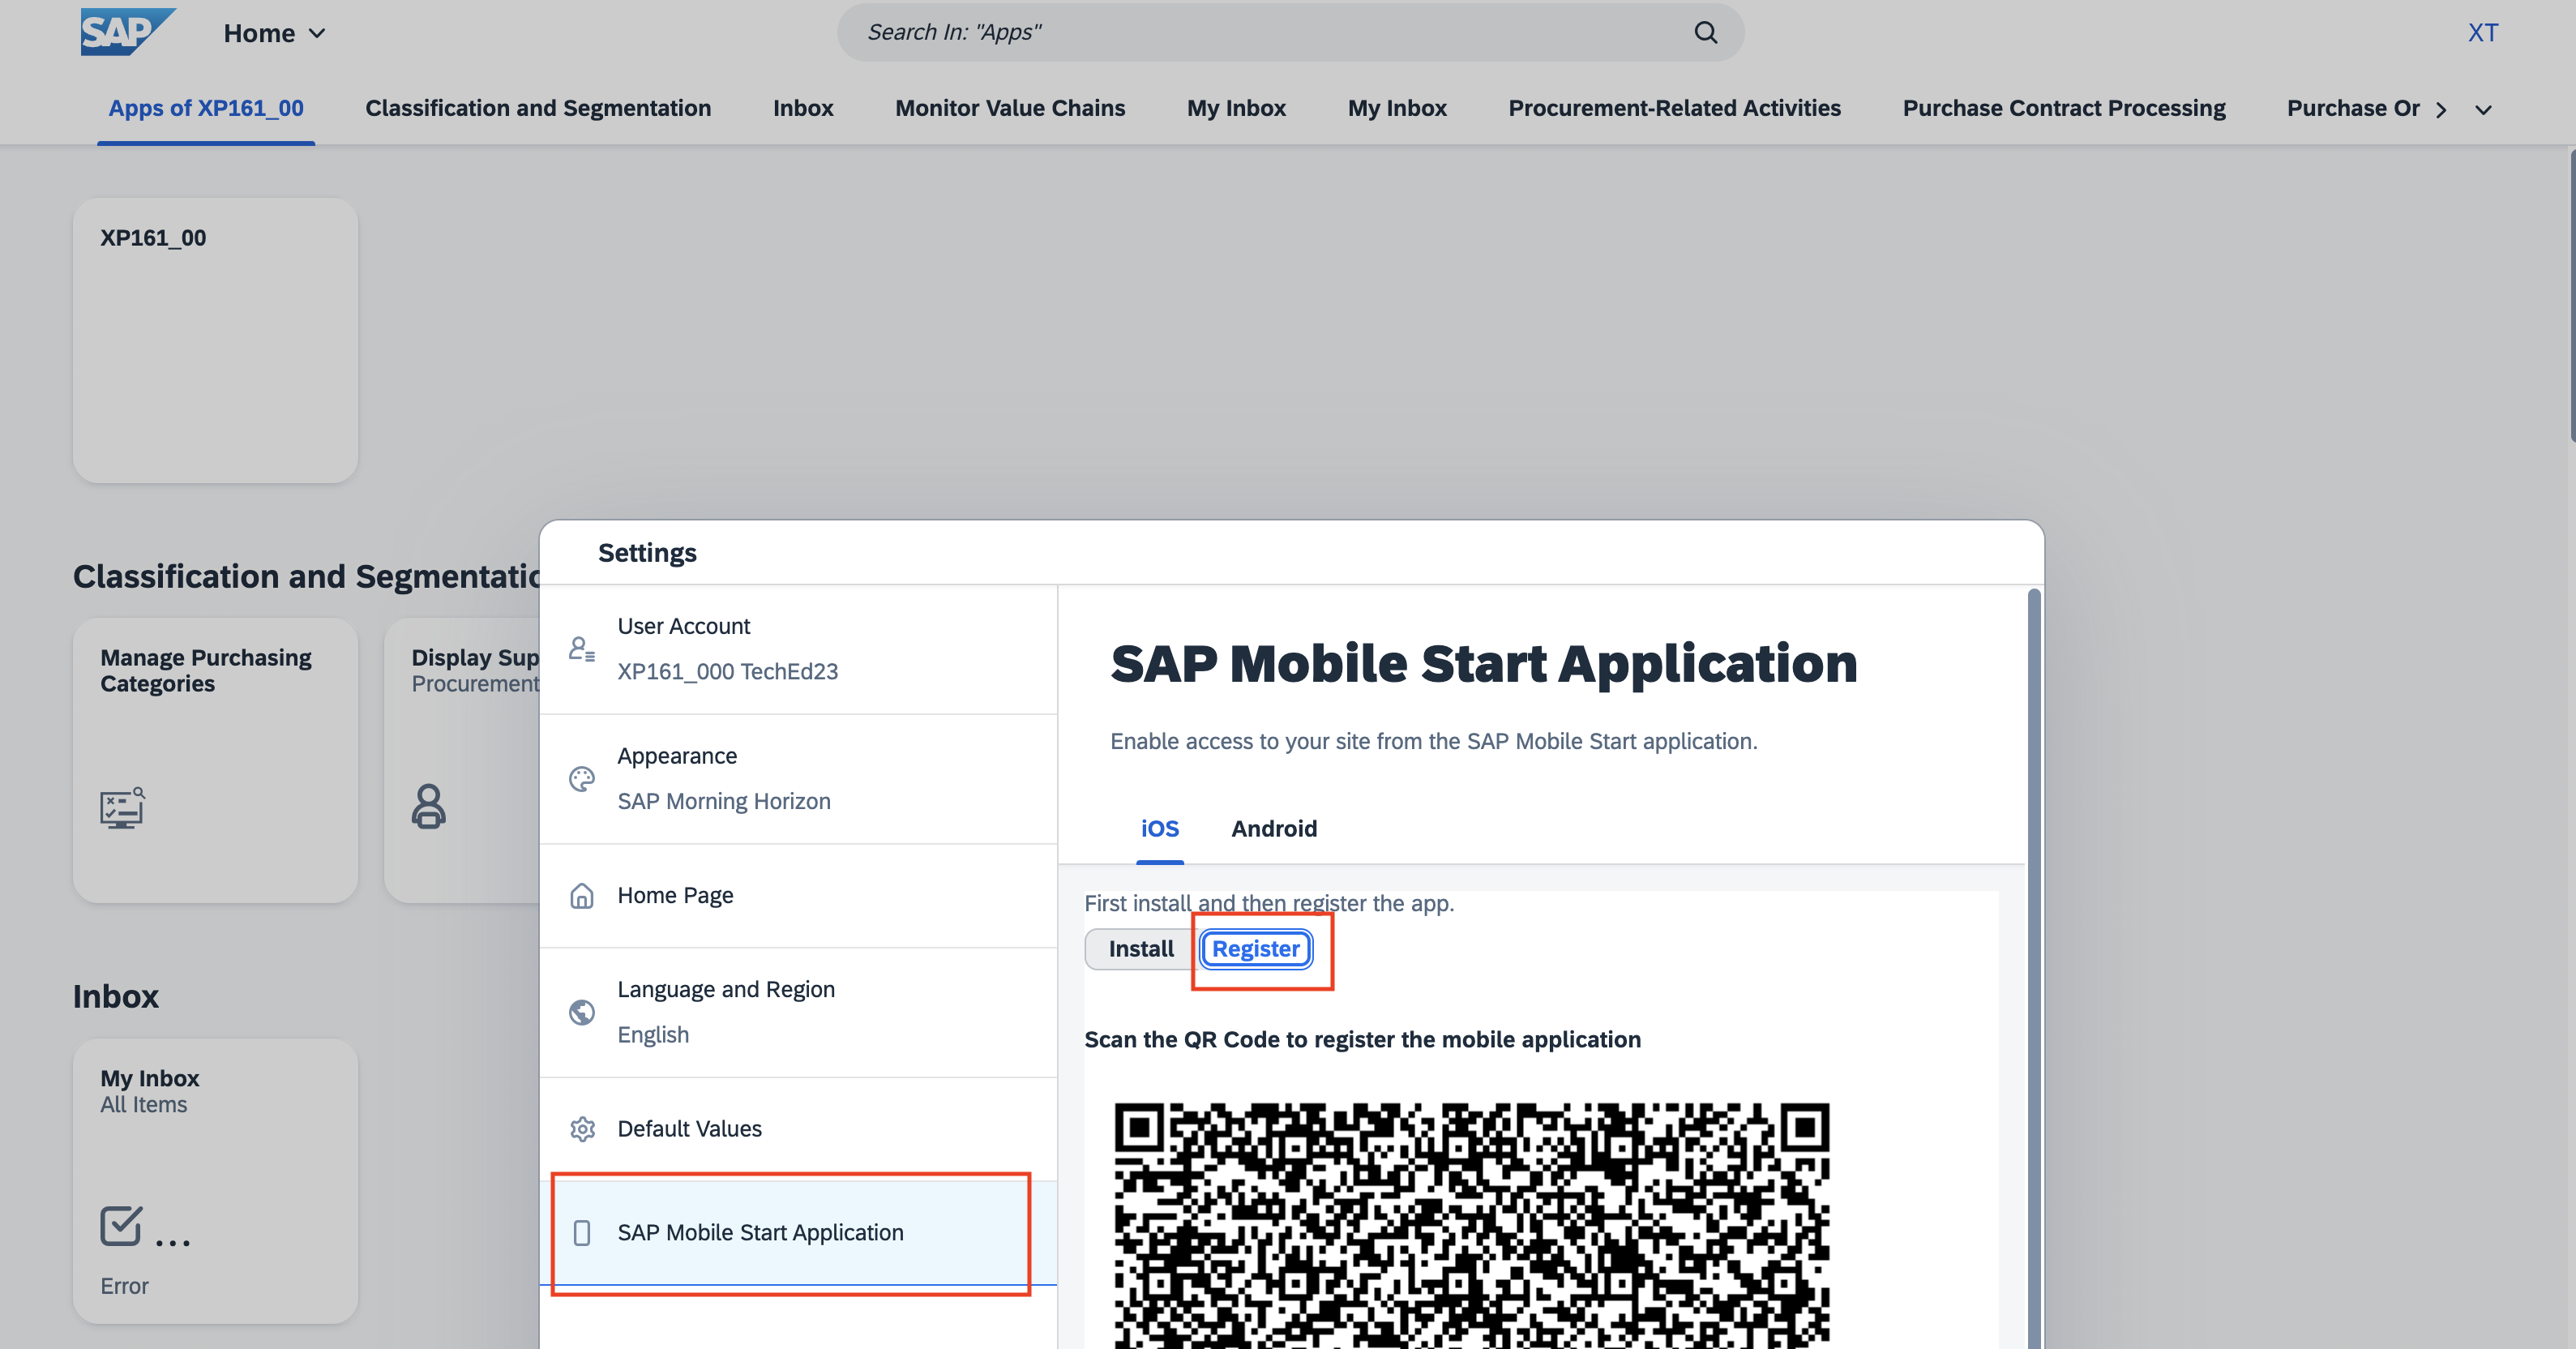 SAP
Home
Search In: "Apps"
XT
Apps of XP161_00
Classification and Segmentation
Inbox
Monitor Value Chains
My Inbox
My Inbox
Procurement-Related Activities
Purchase Contract Processing
Purchase Or
XP161_00
Classification and Segmentatio
Manage Purchasing
Categories
Display Sup
Procurement
Inbox
My Inbox
All Items
...
Error
Settings
User Account
XP161_000 TechEd23
Appearance
SAP Morning Horizon
Home Page
Language and Region
English
Default Values
SAP Mobile Start Application
SAP Mobile Start Application
Enable access to your site from the SAP Mobile Start application.
iOS
Android
First install and then register the app.
Install
Register
Scan the QR Code to register the mobile application